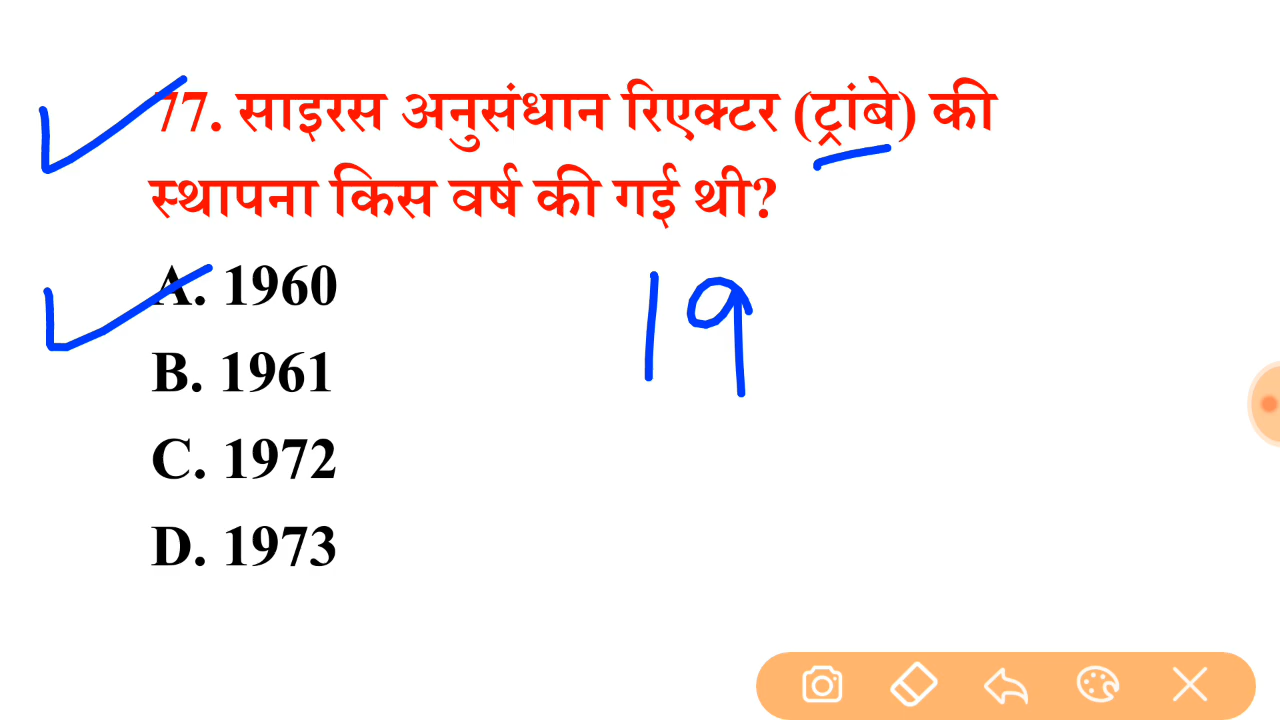 77. साइरस अनुसंधान रिएक्टर (ट्रांबे) की
स्थापना किस वर्ष की गई थी?
A. 1960
19
B. 1961
C. 1972
D. 1973